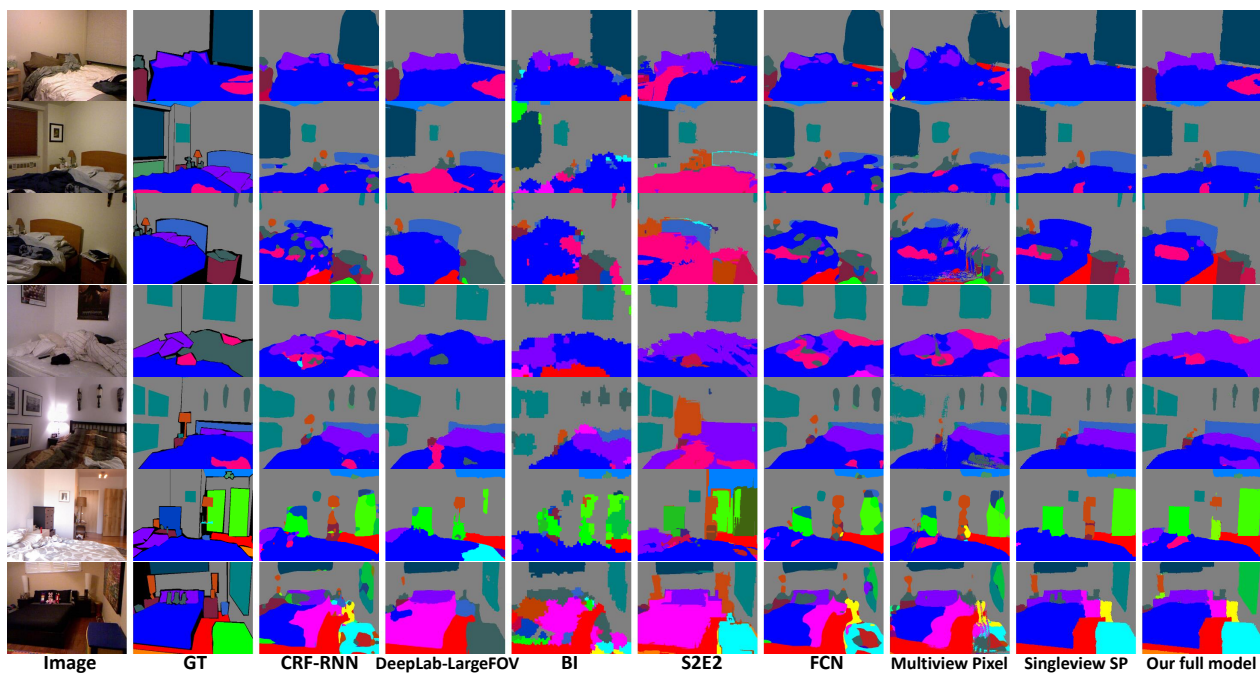 Image GT CRF-RNN DeepLab-LargeFOV BI S2E2 FCN Multiview Pixel Singleview SP Our full model